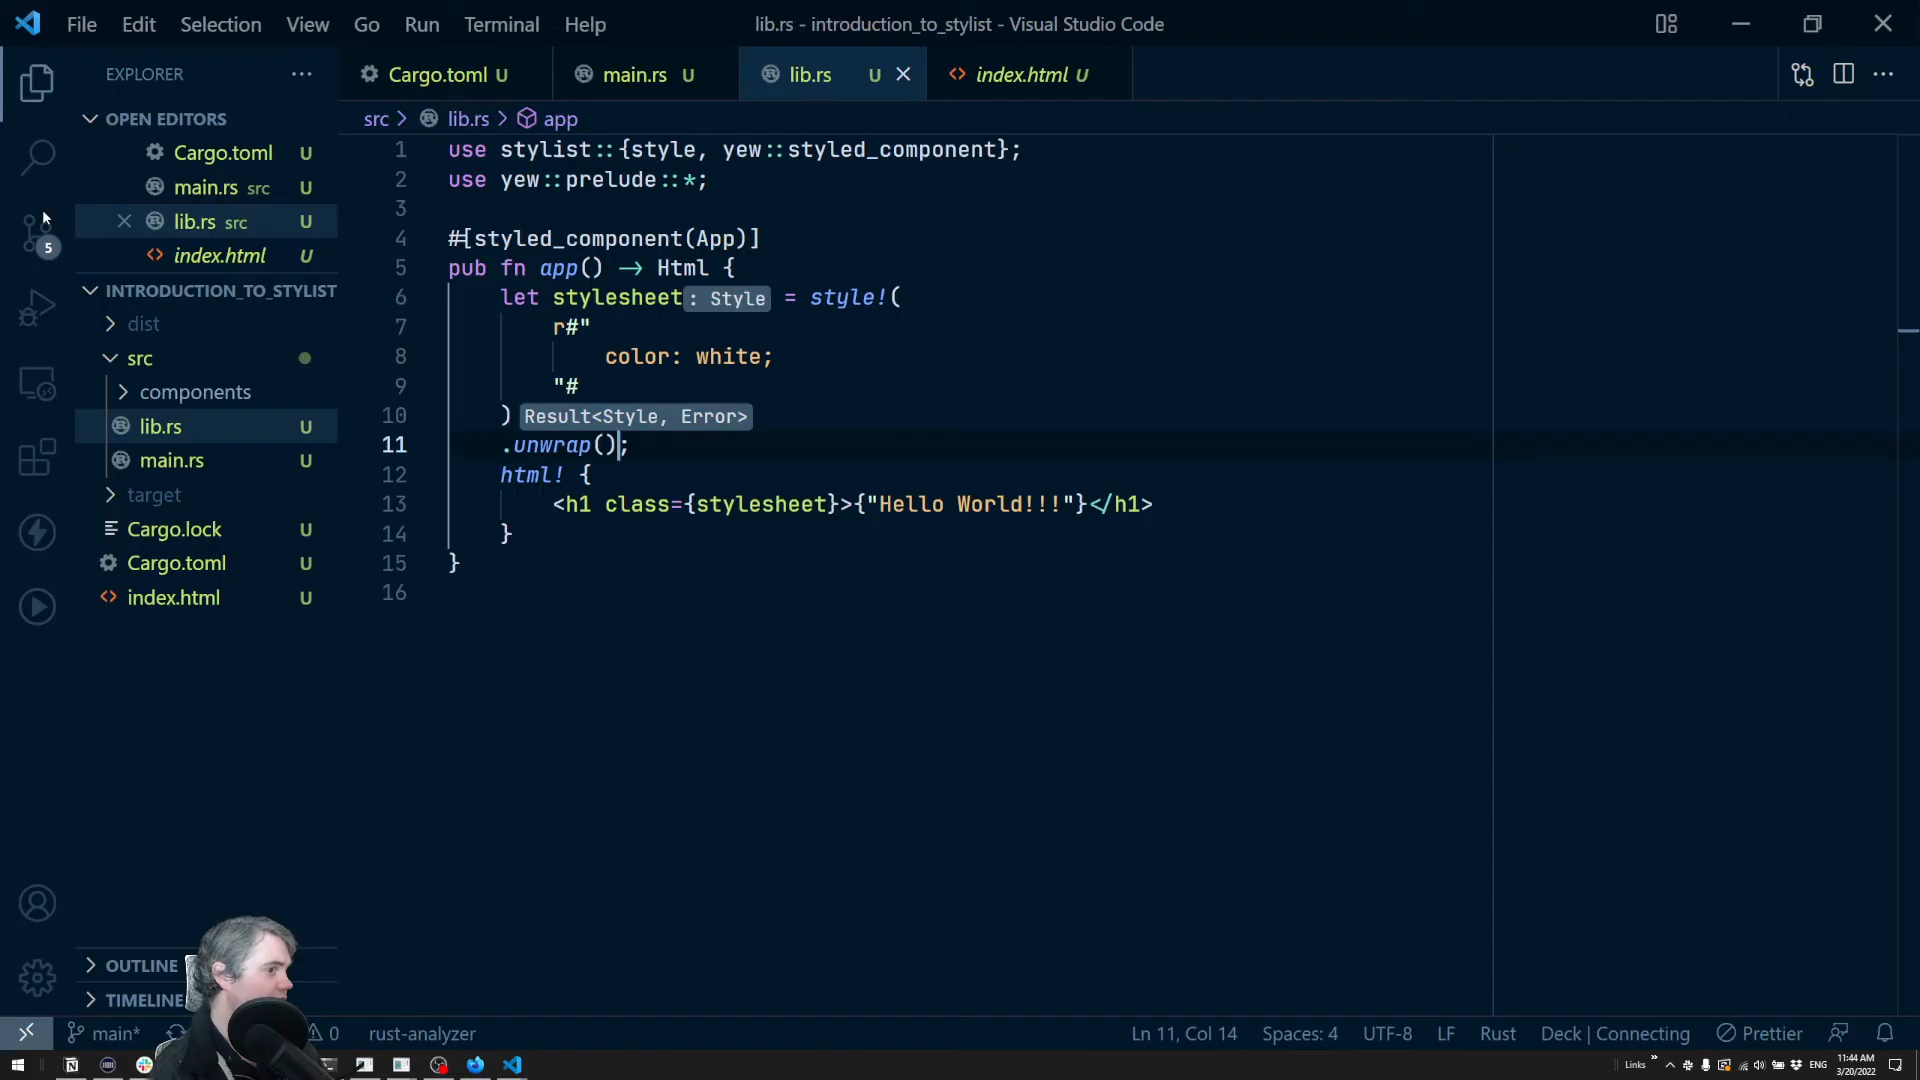 File Edit Selection View Go Run Terminal Help lib.rs - introduction_to_stylist - Visual Studio Code
EXPLORER
OPEN EDITORS
Cargo.toml U
main.rs src U
lib.rs src U
index.html U
INTRODUCTION_TO_STYLIST
dist
src
components
lib.rs U
main.rs U
target
Cargo.lock U
Cargo.toml U
index.html U
OUTLINE
TIMELINE
5
Cargo.toml U main.rs U lib.rs U index.html U
src > lib.rs > app
1 use stylist::{style, yew::styled_component};
2 use yew::prelude::*;
3
4 #[styled_component(App)]
5 pub fn app() -> Html {
6 let stylesheet: Style = style!(
7 r#"
8 color: white;
9 "#
10 ) Result<Style, Error>
11 .unwrap();
12 html! {
13 <h1 class={stylesheet}>{"Hello World!!!"}</h1>
14 }
15 }
16
main* 0 rust-analyzer Ln 11, Col 14 Spaces: 4 UTF-8 LF Rust Deck | Connecting Prettier
Links ENG 11:44 AM
3/20/2022